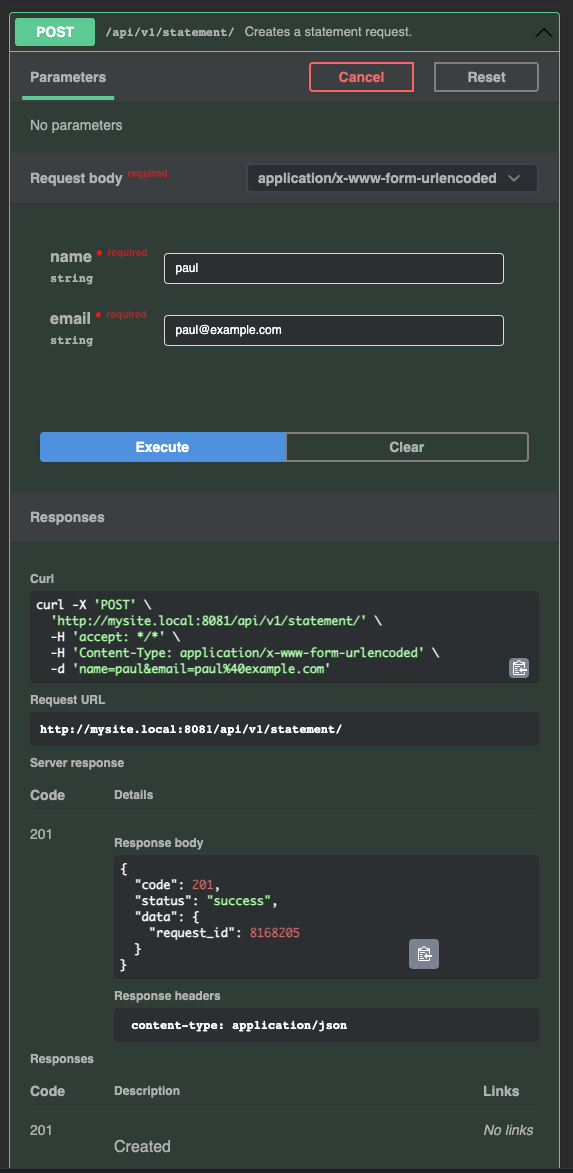 POST /api/v1/statement/ Creates a statement request.
Parameters Cancel Reset
No parameters
Request body required application/x-www-form-urlencoded
name * required
string
paul
email * required
string
paul@example.com
Execute Clear
Responses
Curl
curl -X 'POST' \
  'http://mysite.local:8081/api/v1/statement/' \
  -H 'accept: */*' \
  -H 'Content-Type: application/x-www-form-urlencoded' \
  -d 'name=paul&email=paul%40example.com'
Request URL
http://mysite.local:8081/api/v1/statement/
Server response
Code Details
201
Response body
{
  "code": 201,
  "status": "success",
  "data": {
    "request_id": 8168205
  }
}
Response headers
content-type: application/json
Responses
Code Description Links
201 No links
Created